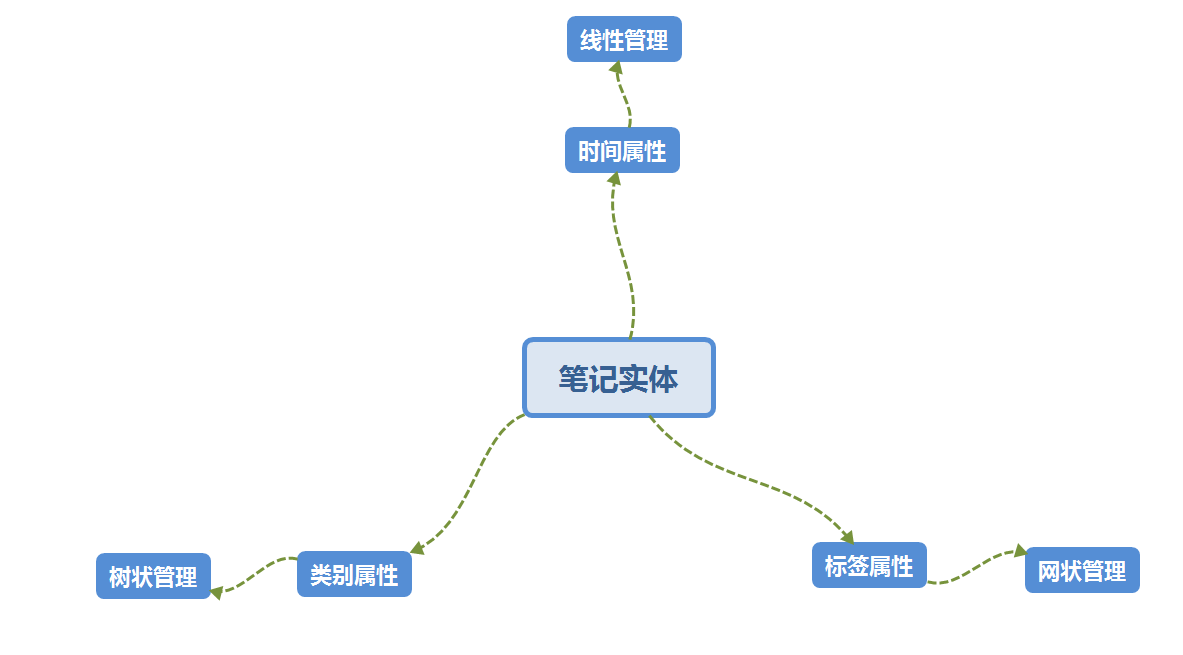 线性管理
时间属性
笔记实体
树状管理
类别属性
标签属性
网状管理